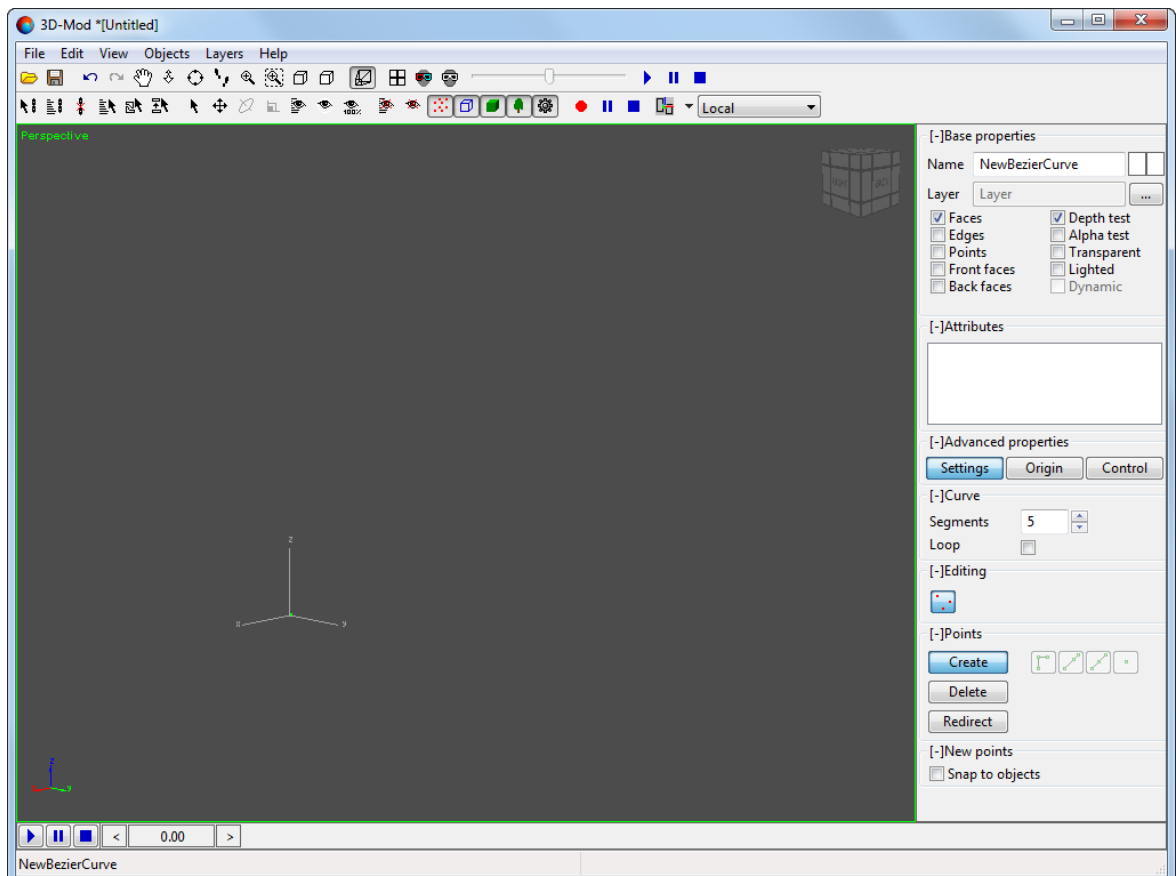 3D-Mod *[Untitled]
File Edit View Objects Layers Help
100%
Local
Perspective
[-]Base properties
Name NewBezierCurve
Layer Layer ...
Faces Depth test
Edges Alpha test
Points Transparent
Front faces Lighted
Back faces Dynamic
[-]Attributes
[-]Advanced properties
Settings Origin Control
[-]Curve
Segments 5
Loop
[-]Editing
[-]Points
Create
Delete
Redirect
[-]New points
Snap to objects
z
x y
z
x y
< 0.00 >
NewBezierCurve